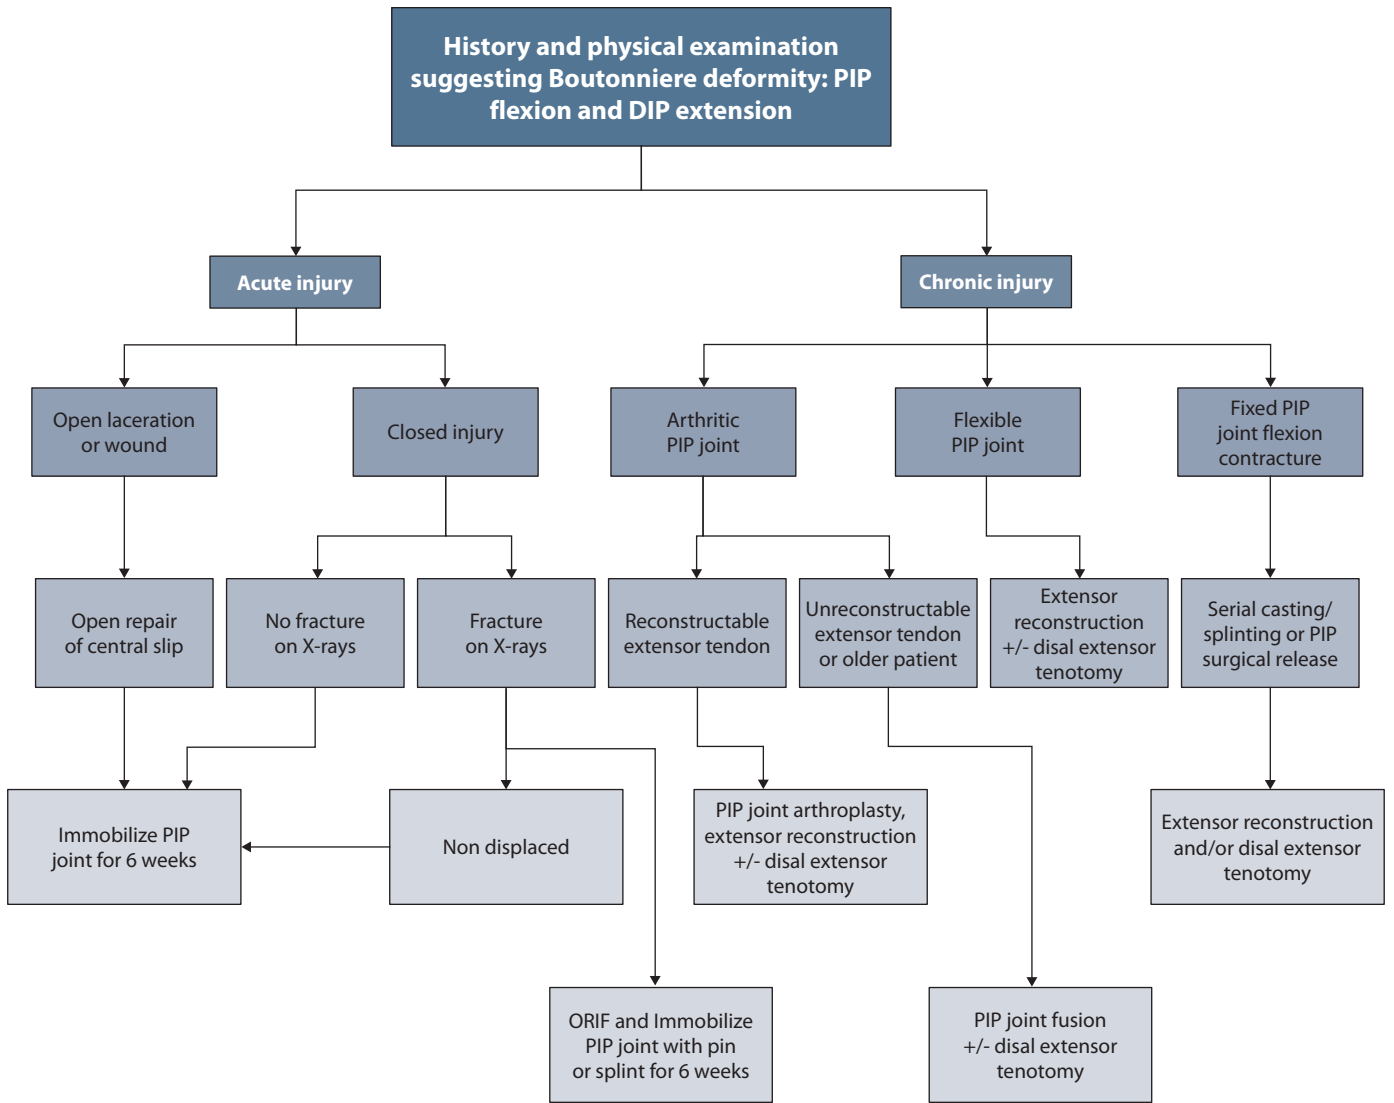 History and physical examination
suggesting Boutonniere deformity: PIP
flexion and DIP extension
Acute injury
Chronic injury
Open laceration
or wound
Closed injury
Arthritic
PIP joint
Flexible
PIP joint
Fixed PIP
joint flexion
contracture
Open repair
of central slip
No fracture
on X-rays
Fracture
on X-rays
Reconstructable
extensor tendon
Unreconstructable
extensor tendon
or older patient
Extensor
reconstruction
+/- disal extensor
tenotomy
Serial casting/
splinting or PIP
surgical release
Immobilize PIP
joint for 6 weeks
Non displaced
PIP joint arthroplasty,
extensor reconstruction
+/- disal extensor
tenotomy
Extensor reconstruction
and/or disal extensor
tenotomy
ORIF and Immobilize
PIP joint with pin
or splint for 6 weeks
PIP joint fusion
+/- disal extensor
tenotomy